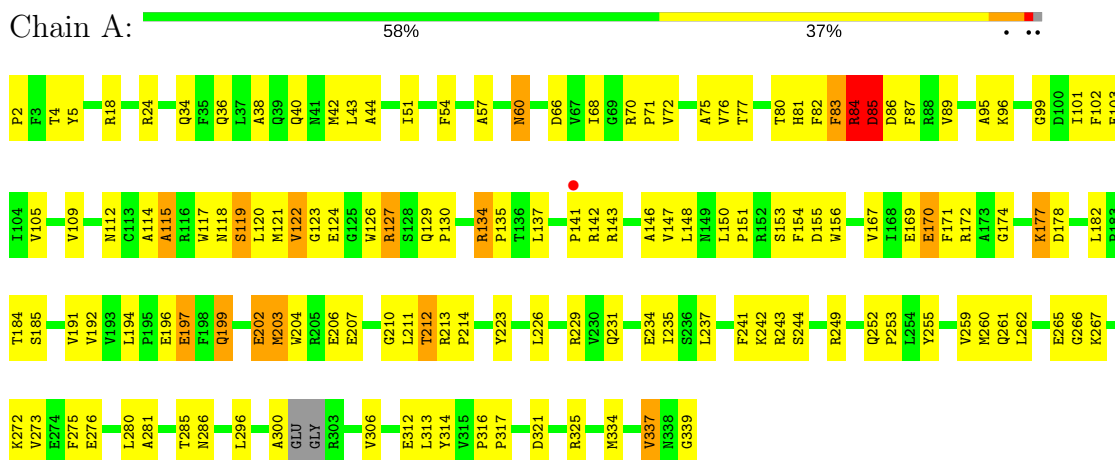 Chain A:
58% 37% • ••
P2 F3 T4 Y5 R18 R24 Q34 F35 Q36 L37 A38 Q39 Q40 N41 M42 L43 A44 I51 F54 A57 N60 D66 V67 I68 G69 R70 P71 V72 A75 V76 T77 T80 H81 F82 F83 R84 D85 D86 F87 R88 V89 A95 K96 G99 D100 I101 F102 E103
I104 V105 V109 N112 C113 A114 A115 R116 W117 N118 S119 L120 M121 V122 G123 E124 G125 W126 R127 S128 Q129 P130 R134 P135 T136 L137 P141 R142 R143 A146 V147 L148 N149 L150 P151 R152 S153 F154 D155 W156 V167 I168 E169 E170 F171 R172 A173 G174 K177 D178 L182 R183
T184 S185 V191 V192 V193 L194 P195 E196 E197 F198 Q199 E202 M203 W204 R205 E206 E207 G210 L211 T212 R213 P214 Y223 L226 R229 V230 Q231 E234 I235 S236 L237 F241 K242 R243 S244 R249 Q252 P253 L254 Y255 V259 M260 Q261 L262 E265 G266 K267
K272 V273 E274 F275 E276 L280 A281 T285 N286 L296 A300 GLU GLY R303 V306 E312 L313 Y314 V315 P316 P317 D321 R325 M334 V337 N338 G339